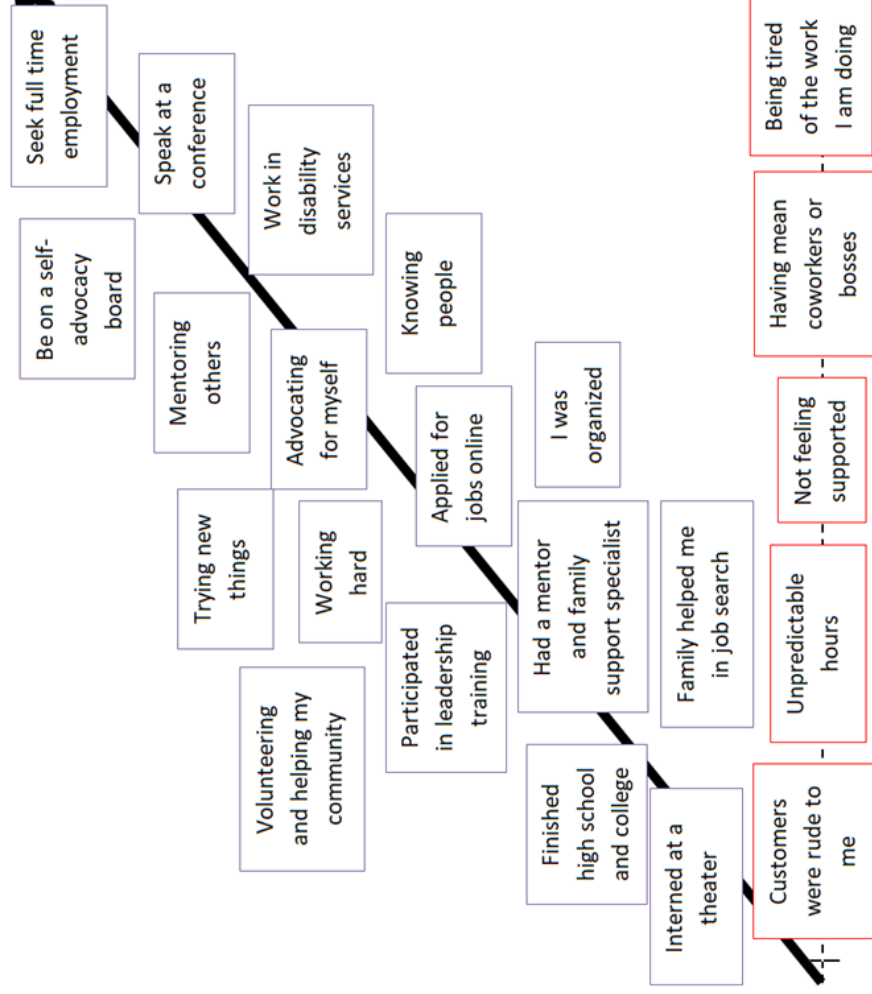 Seek full time
employment
Be on a self-
advocacy
board
Speak at a
conference
Mentoring
others
Trying new
things
Work in
disability
services
Volunteering
and helping my
community
Working
hard
Advocating
for myself
Knowing
people
Participated
in leadership
training
Applied for
jobs online
Finished
high school
and college
Had a mentor
and family
support specialist
I was
organized
Interned at a
theater
Family helped me
in job search
Customers
were rude to
me
Unpredictable
hours
Not feeling
supported
Having mean
coworkers or
bosses
Being tired
of the work
I am doing